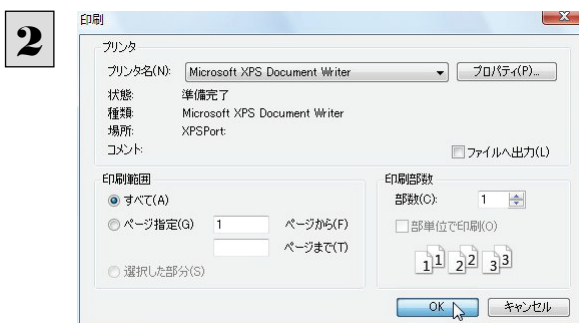 2
印刷
プリンタ
プリンタ名(N): Microsoft XPS Document Writer プロパティ(P)...
状態: 準備完了
種類: Microsoft XPS Document Writer
場所: XPSPort:
コメント: ファイルへ出力(L)
印刷範囲
すべて(A)
ページ指定(G) 1 ページから(F)
ページまで(T)
選択した部分(S)
印刷部数
部数(C): 1
部単位で印刷(O)
1 1 2 2 3 3
OK キャンセル